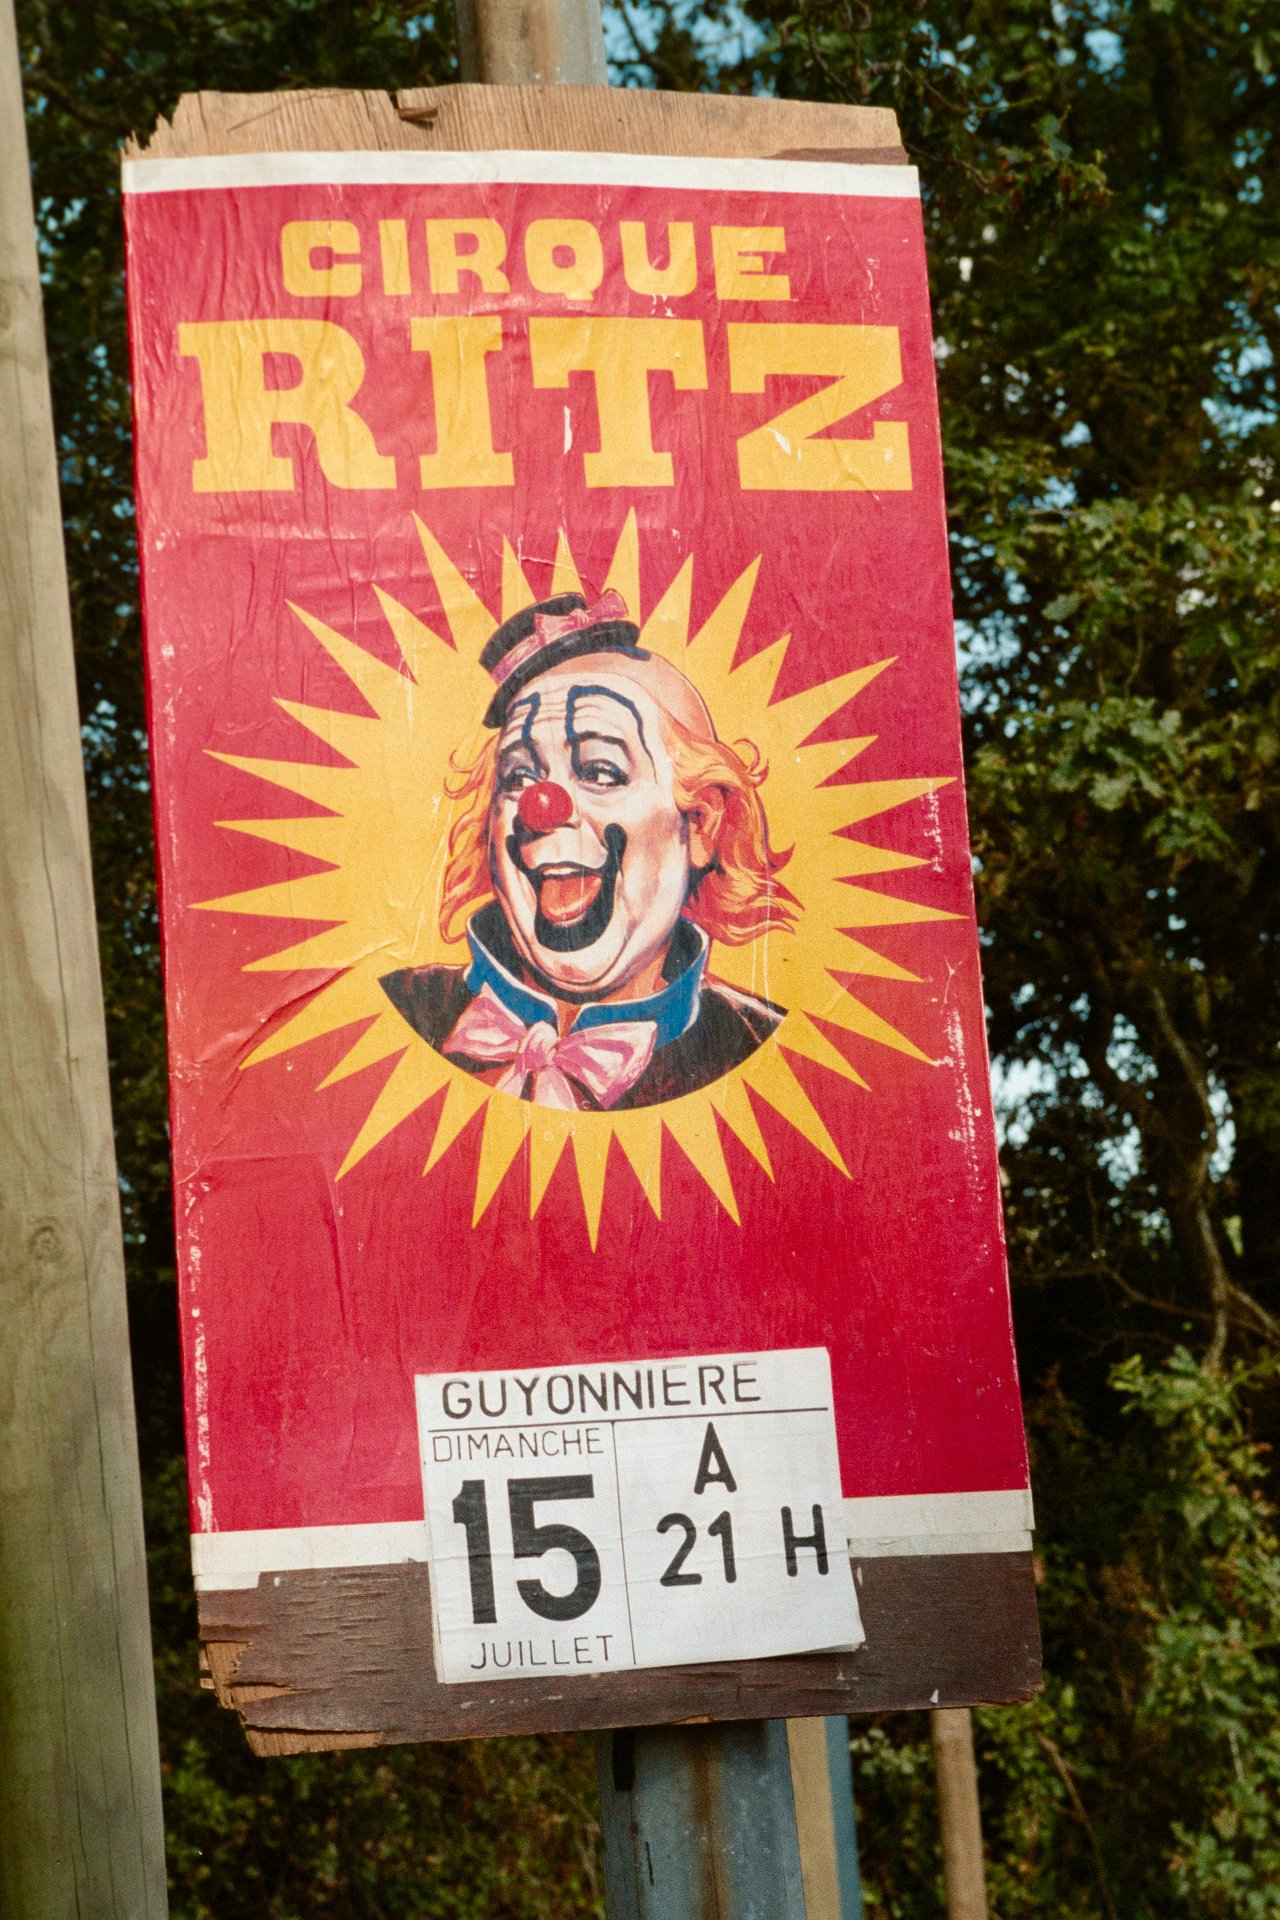 CIRQUE
RITZ
GUYONNIERE
DIMANCHE
15
JUILLET
A
21 H